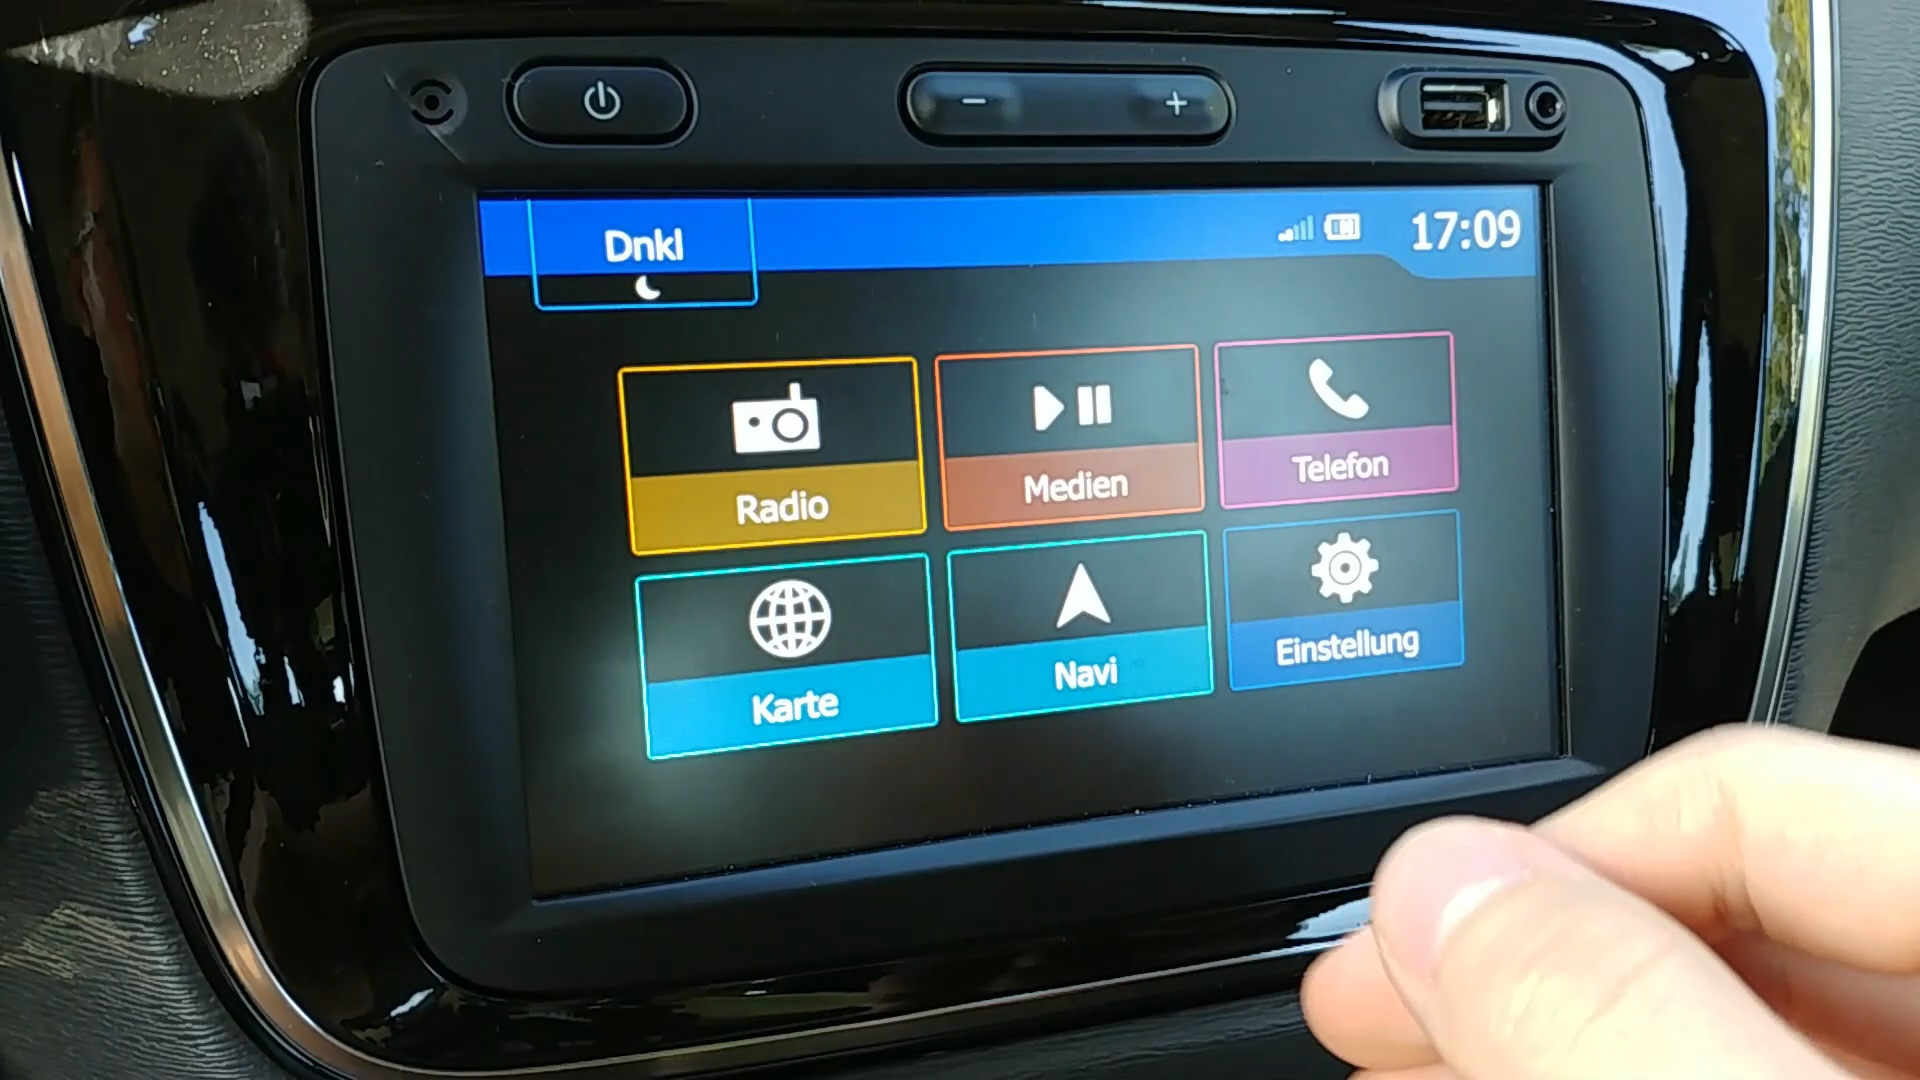 Dnkl
17:09
Radio
Medien
Telefon
Karte
Navi
Einstellung